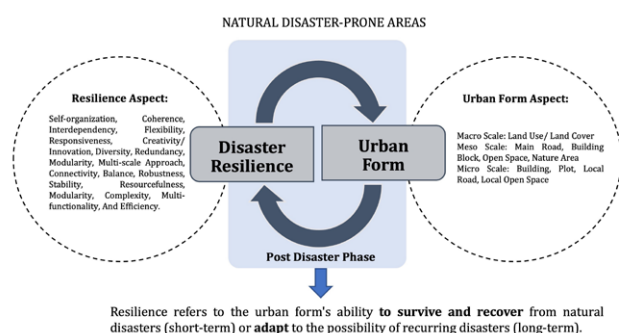 NATURAL DISASTER-PRONE AREAS
Resilience Aspect:
Self-organization, Coherence,
Interdependency, Flexibility,
Responsiveness, Creativity/
Innovation, Diversity, Redundancy,
Modularity, Multi-scale Approach,
Connectivity, Balance, Robustness,
Stability, Resourcefulness,
Modularity, Complexity, Multi-
functionality, And Efficiency.
Disaster
Resilience
Urban
Form
Urban Form Aspect:
Macro Scale: Land Use/ Land Cover
Meso Scale: Main Road, Building
Block, Open Space, Nature Area
Micro Scale: Building, Plot, Local
Road, Local Open Space
Post Disaster Phase
Resilience refers to the urban form's ability to survive and recover from natural
disasters (short-term) or adapt to the possibility of recurring disasters (long-term).